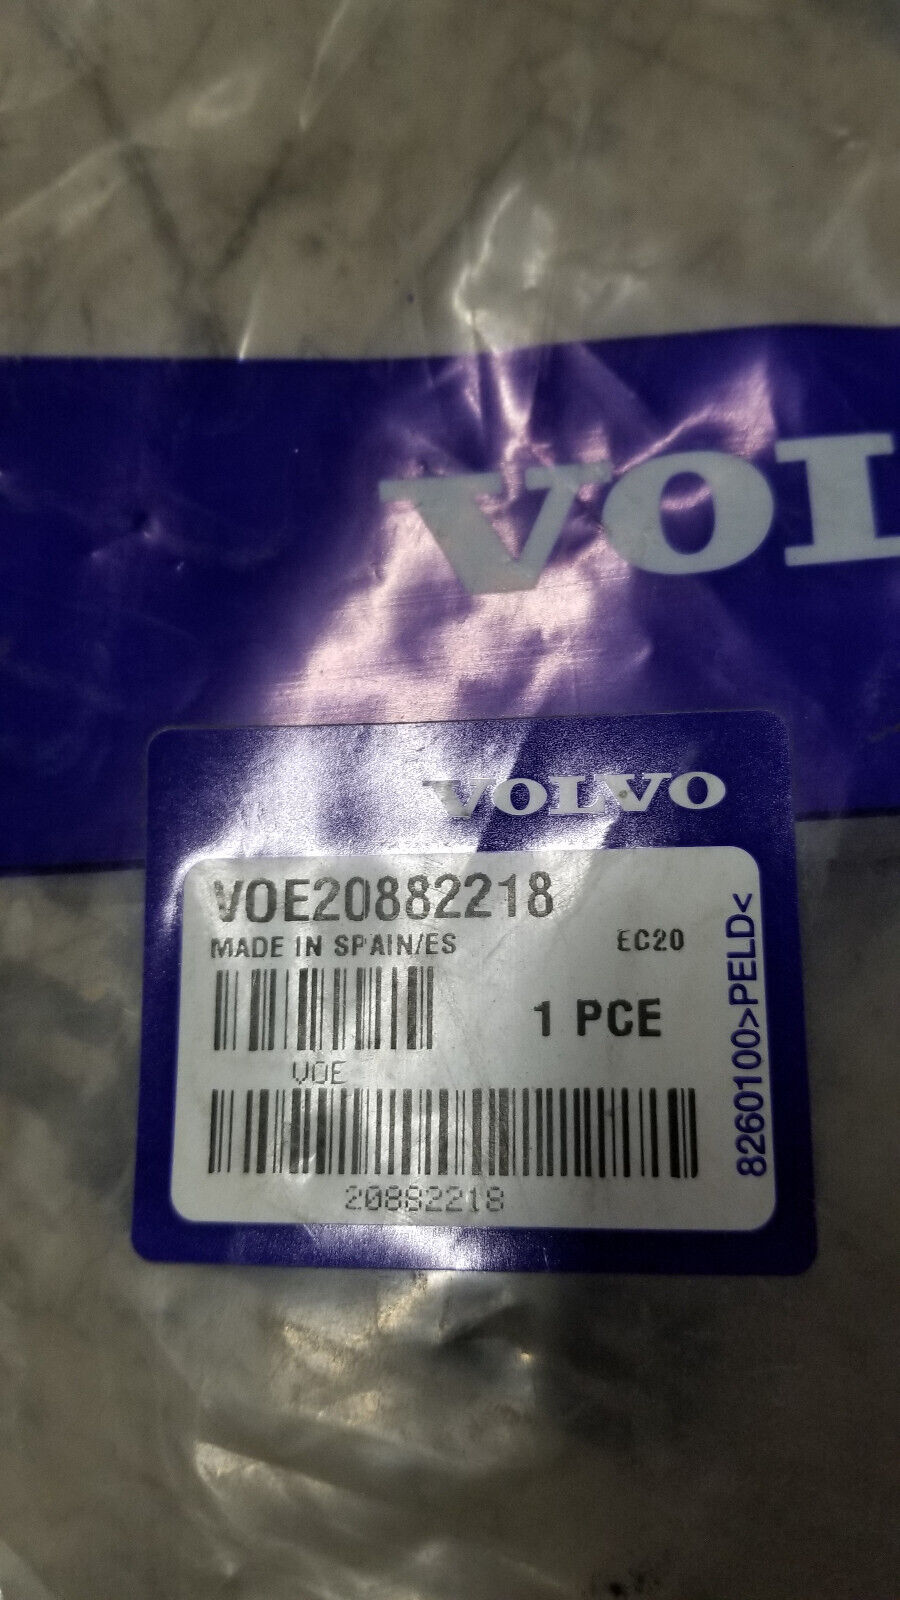 VOL
VOLVO
VOE20882218
MADE IN SPAIN/ES
EC20
1 PCE
VOE
20882218
8260100>PELD<